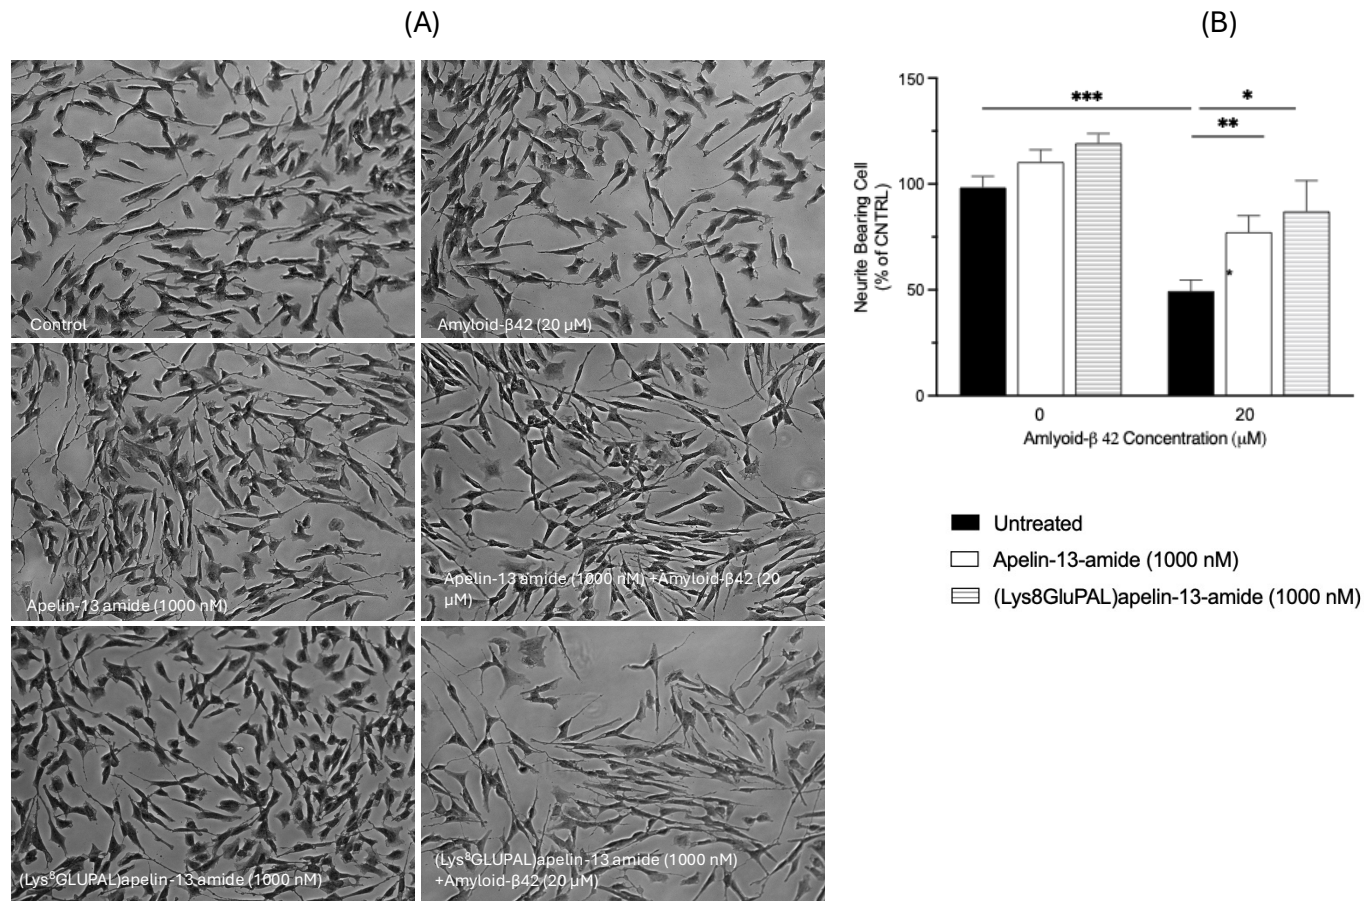 (A)
Control
Amyloid-β42 (20 µM)
Apelin-13 amide (1000 nM)
Apelin-13 amide (1000 nM) +Amyloid-β42 (20
µM)
(Lys⁸GLUPAL)apelin-13 amide (1000 nM)
(Lys⁸GLUPAL)apelin-13 amide (1000 nM)
+Amyloid-β42 (20 µM)
(B)
Neurite Bearing Cell
(% of CNTRL)
150
100
50
0
***
*
**
*
0
20
Amlyoid-β 42 Concentration (µM)
Untreated
Apelin-13-amide (1000 nM)
(Lys8GluPAL)apelin-13-amide (1000 nM)